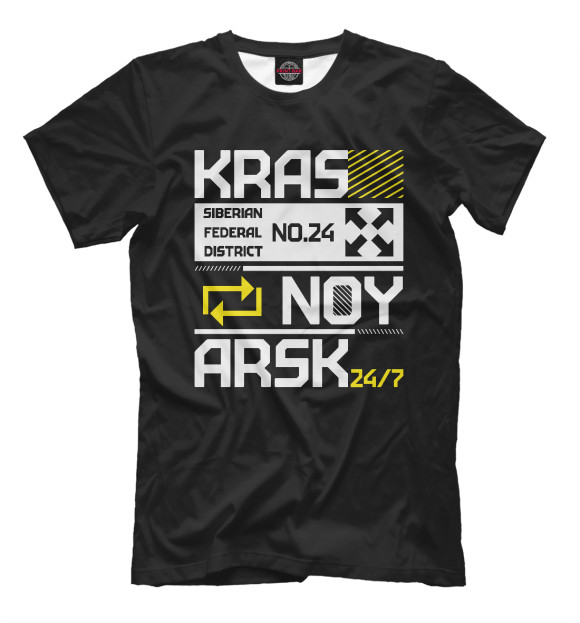 KRAS
SIBERIAN
FEDERAL
DISTRICT
NO.24
NOY
ARSK
24/7